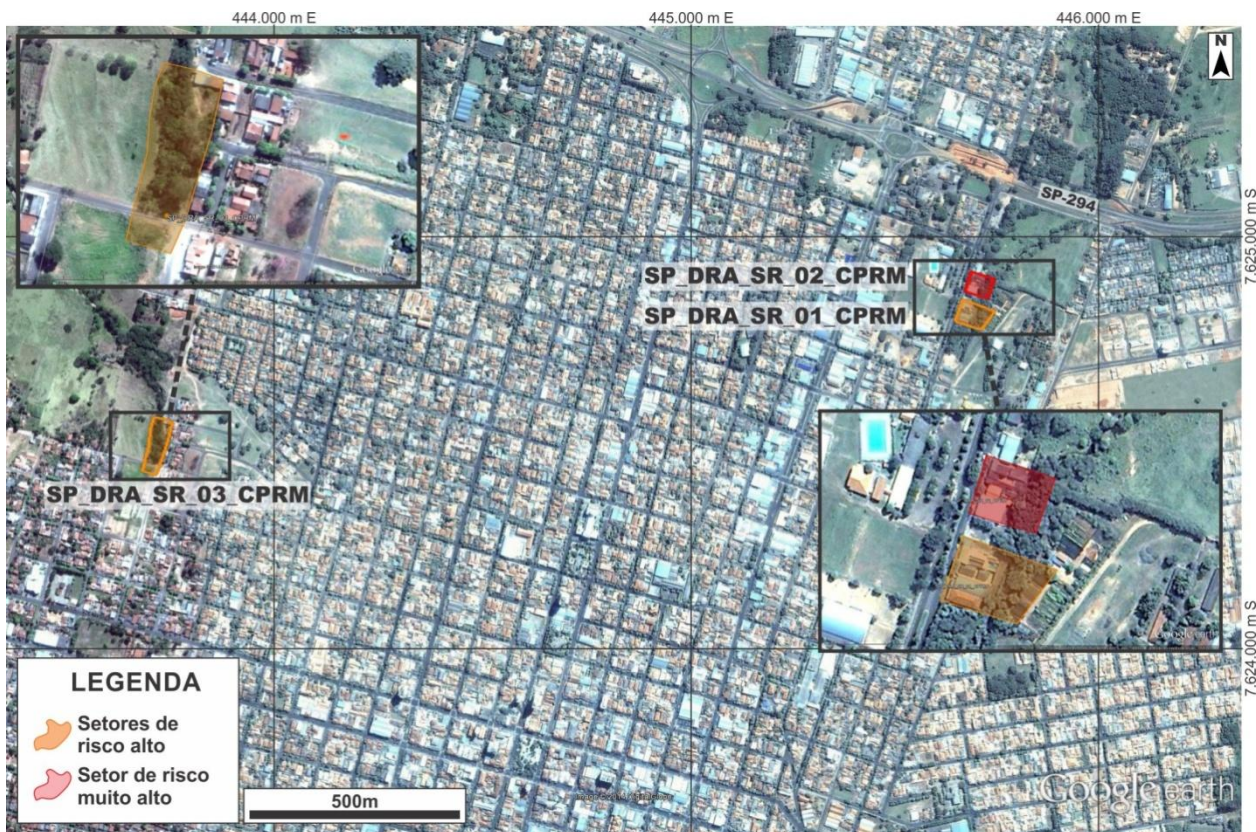 444.000 m E
445.000 m E
446.000 m E
N
SP-294
7.625.000 m S
SP_DRA_SR_02_CPRM
SP_DRA_SR_01_CPRM
SP_DRA_SR_03_CPRM
7.624.000 m S
LEGENDA
Setores de
risco alto
Setor de risco
muito alto
500m
Google earth